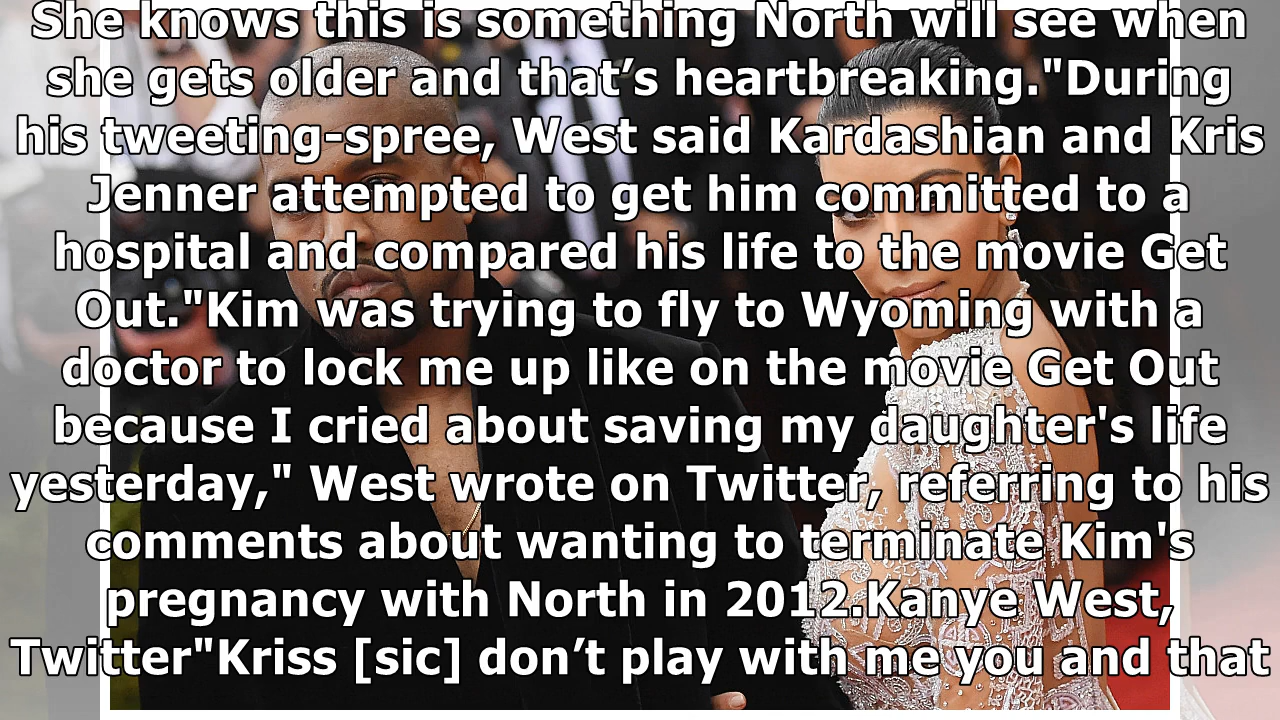 She knows this is something North will see when
she gets older and that’s heartbreaking."During
his tweeting-spree, West said Kardashian and Kris
Jenner attempted to get him committed to a
hospital and compared his life to the movie Get
Out."Kim was trying to fly to Wyoming with a
doctor to lock me up like on the movie Get Out
because I cried about saving my daughter's life
yesterday," West wrote on Twitter, referring to his
comments about wanting to terminate Kim's
pregnancy with North in 2012.Kanye West,
Twitter"Kriss [sic] don’t play with me you and that